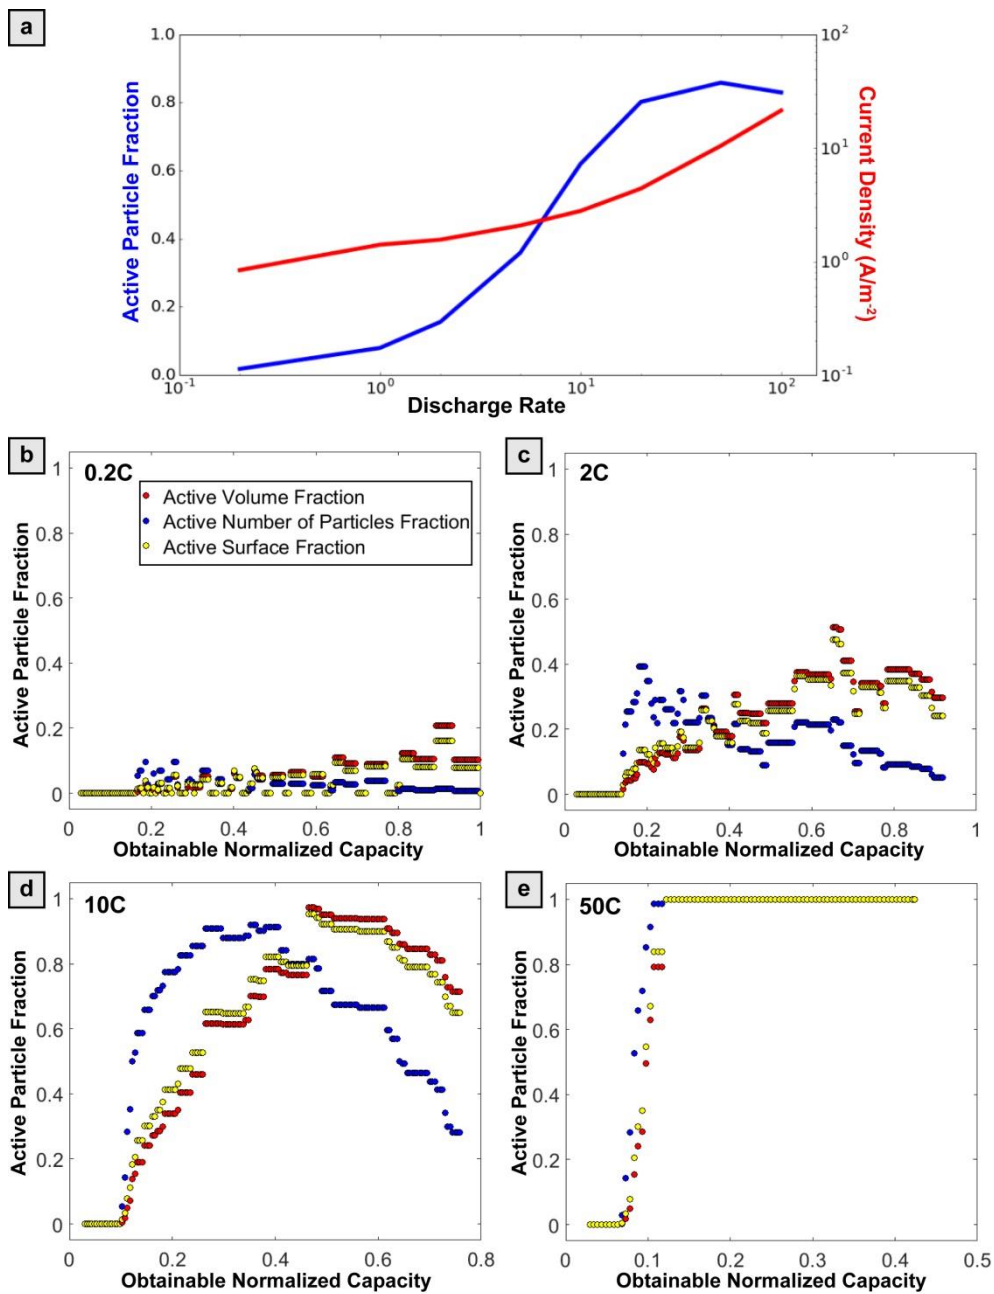 a
1.0
0.8
0.6
0.4
0.2
0.0
Active Particle Fraction
10²
10¹
10⁰
10⁻¹
Current Density (A/m⁻²)
10⁻¹ 10⁰ 10¹ 10²
Discharge Rate
b
0.2C
Active Volume Fraction
Active Number of Particles Fraction
Active Surface Fraction
1
0.8
0.6
0.4
0.2
0
Active Particle Fraction
0 0.2 0.4 0.6 0.8 1
Obtainable Normalized Capacity
c
2C
1
0.8
0.6
0.4
0.2
0
Active Particle Fraction
0 0.2 0.4 0.6 0.8 1
Obtainable Normalized Capacity
d
10C
1
0.8
0.6
0.4
0.2
0
Active Particle Fraction
0 0.2 0.4 0.6 0.8
Obtainable Normalized Capacity
e
50C
1
0.8
0.6
0.4
0.2
0
Active Particle Fraction
0 0.1 0.2 0.3 0.4 0.5
Obtainable Normalized Capacity